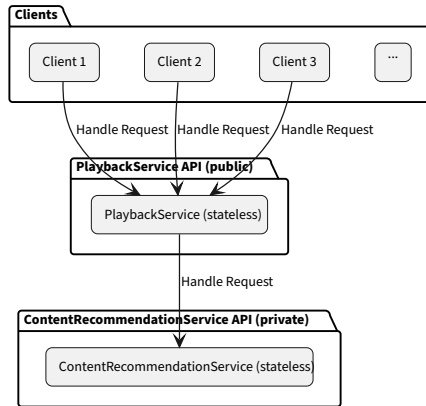 Clients
Client 1
Client 2
Client 3
...
Handle Request
Handle Request
Handle Request
PlaybackService API (public)
PlaybackService (stateless)
Handle Request
ContentRecommendationService API (private)
ContentRecommendationService (stateless)